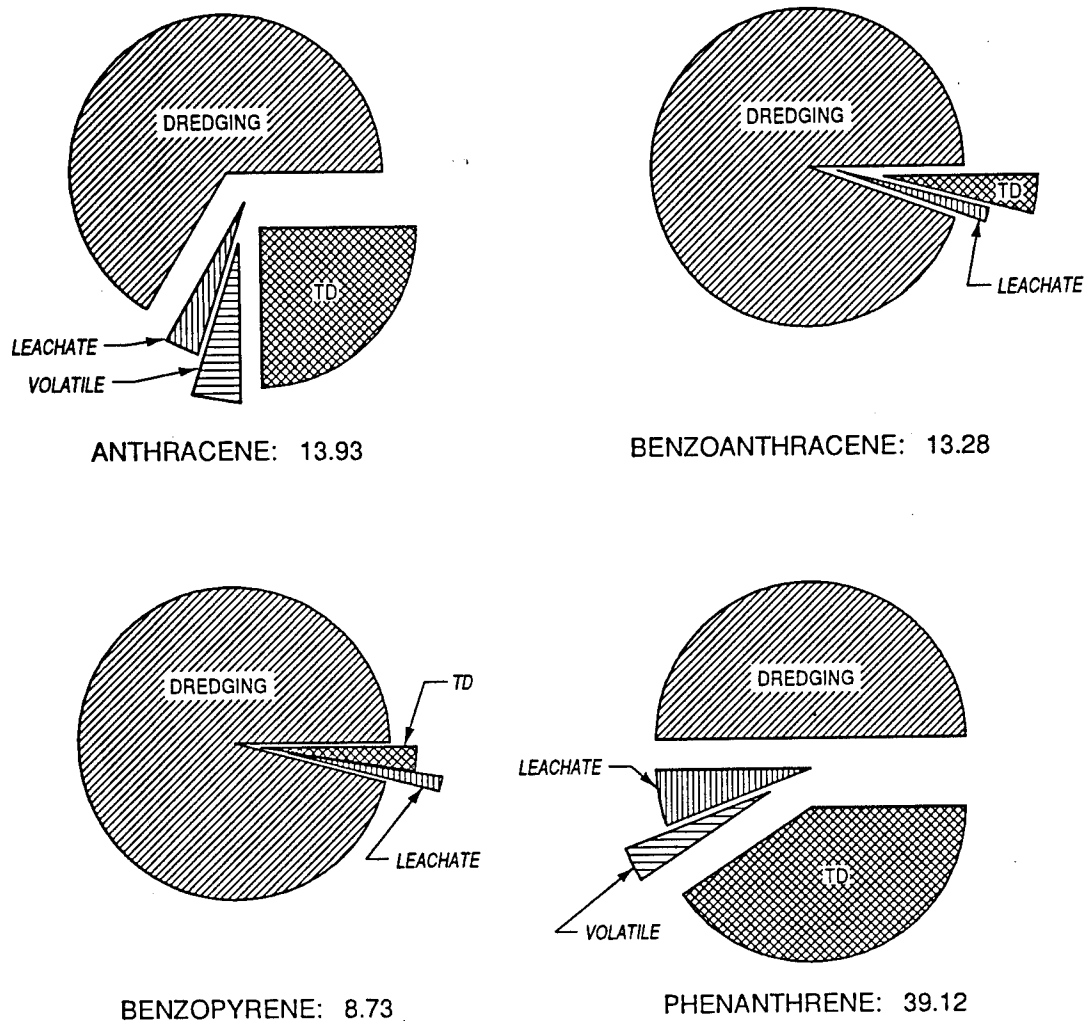 DREDGING
TD
LEACHATE
VOLATILE
ANTHRACENE: 13.93
DREDGING
TD
LEACHATE
BENZOANTHRACENE: 13.28
DREDGING
TD
LEACHATE
BENZOPYRENE: 8.73
DREDGING
LEACHATE
TD
VOLATILE
PHENANTHRENE: 39.12